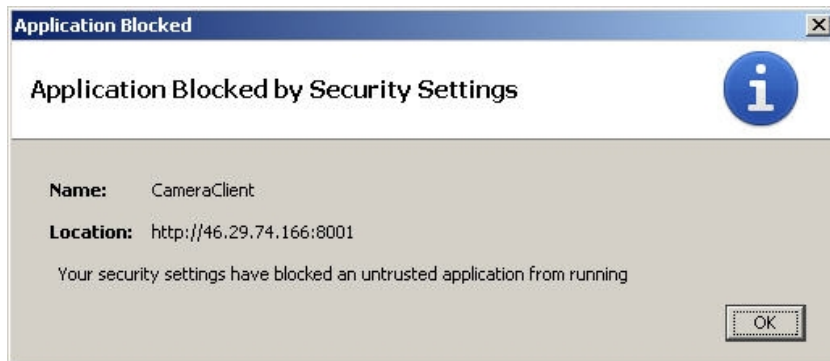 Application Blocked
Application Blocked by Security Settings
Name: CameraClient
Location: http://46.29.74.166:8001
Your security settings have blocked an untrusted application from running
OK